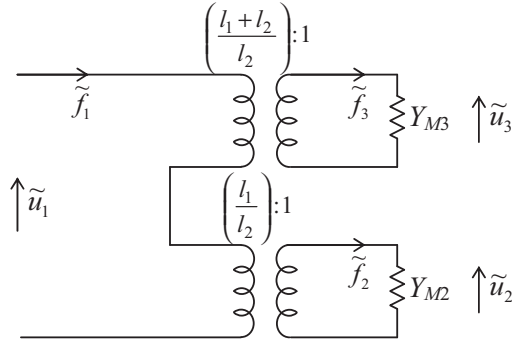 ((l₁ + l₂)/l₂):1
f̃₁
f̃₃
Y_M3
ũ₃
ũ₁
(l₁/l₂):1
f̃₂
Y_M2
ũ₂